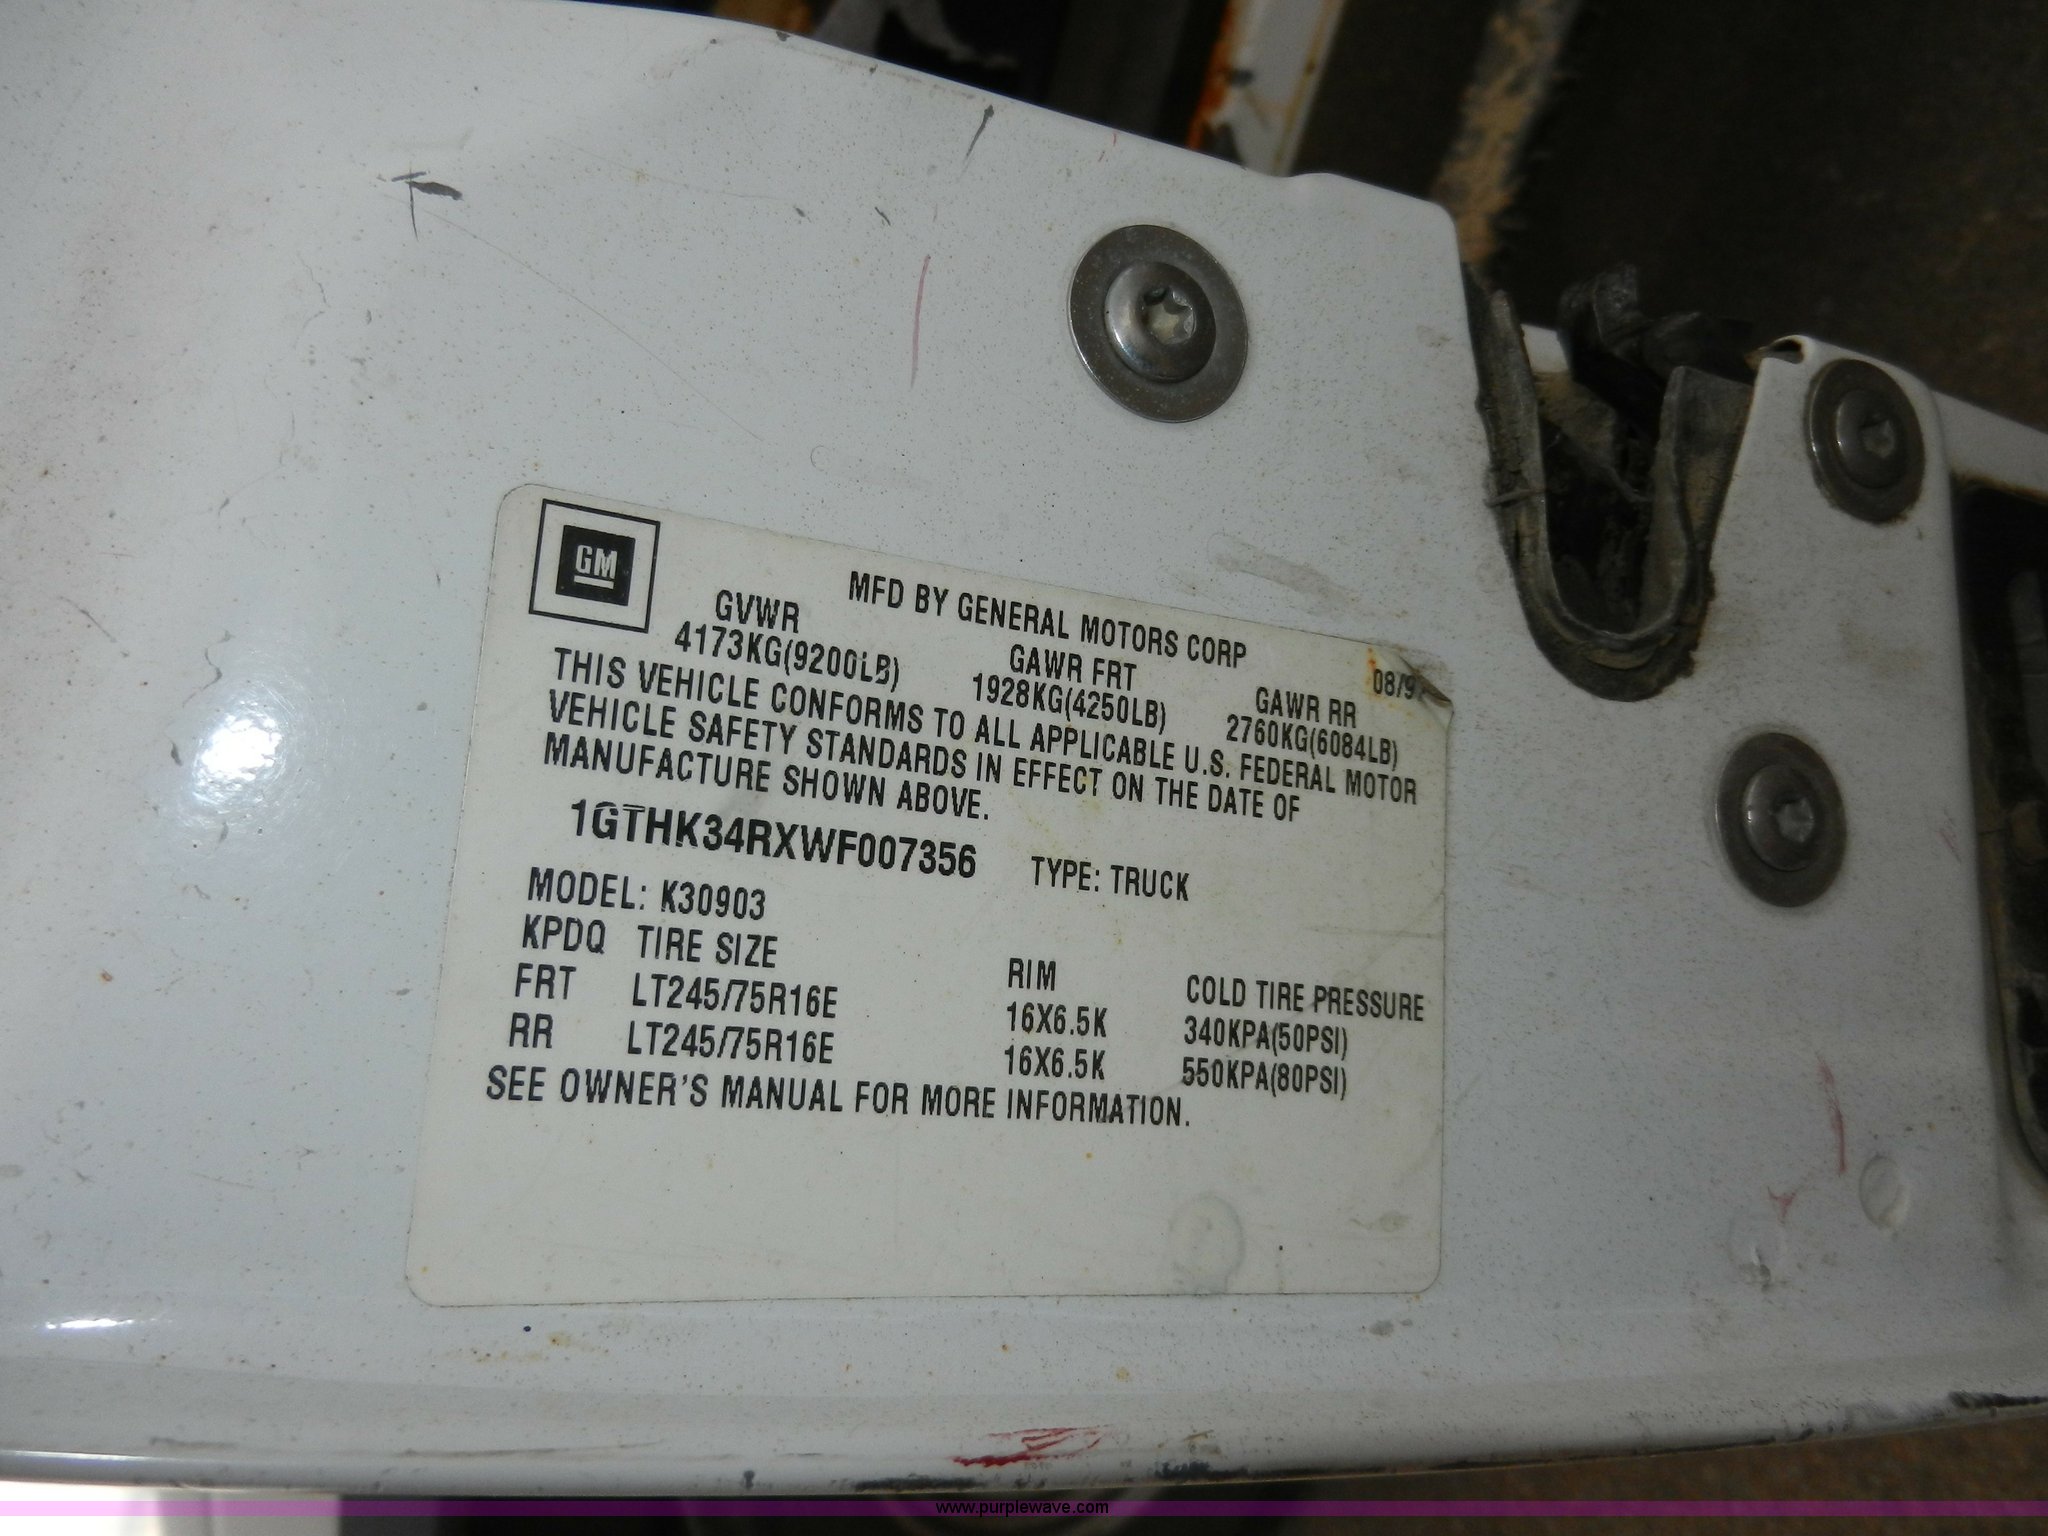 GM
MFD BY GENERAL MOTORS CORP
GVWR GAWR FRT GAWR RR
4173KG(9200LB) 1928KG(4250LB) 2760KG(6084LB)
THIS VEHICLE CONFORMS TO ALL APPLICABLE U.S. FEDERAL MOTOR
VEHICLE SAFETY STANDARDS IN EFFECT ON THE DATE OF
MANUFACTURE SHOWN ABOVE.
1GTHK34RXWF007356 TYPE: TRUCK
MODEL: K30903
KPDQ TIRE SIZE RIM COLD TIRE PRESSURE
FRT LT245/75R16E 16X6.5K 340KPA(50PSI)
RR LT245/75R16E 16X6.5K 550KPA(80PSI)
SEE OWNER'S MANUAL FOR MORE INFORMATION.
www.purplewave.com